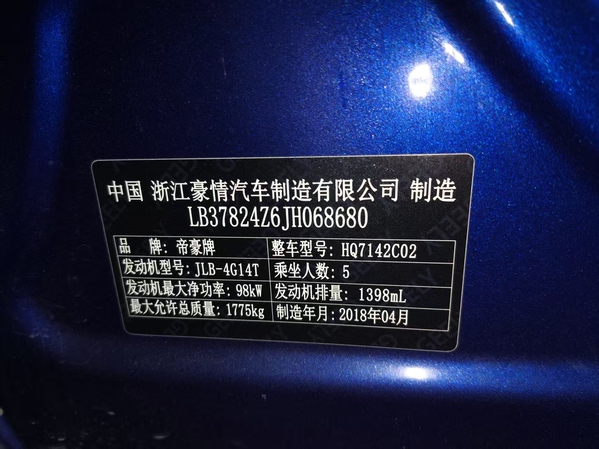 中国 浙江豪情汽车制造有限公司 制造
LB37824Z6JH068680
品 牌: 帝豪牌 整车型号: HQ7142C02
发动机型号: JLB-4G14T 乘坐人数: 5
发动机最大净功率: 98kW 发动机排量: 1398mL
最大允许总质量: 1775kg 制造年月: 2018年04月